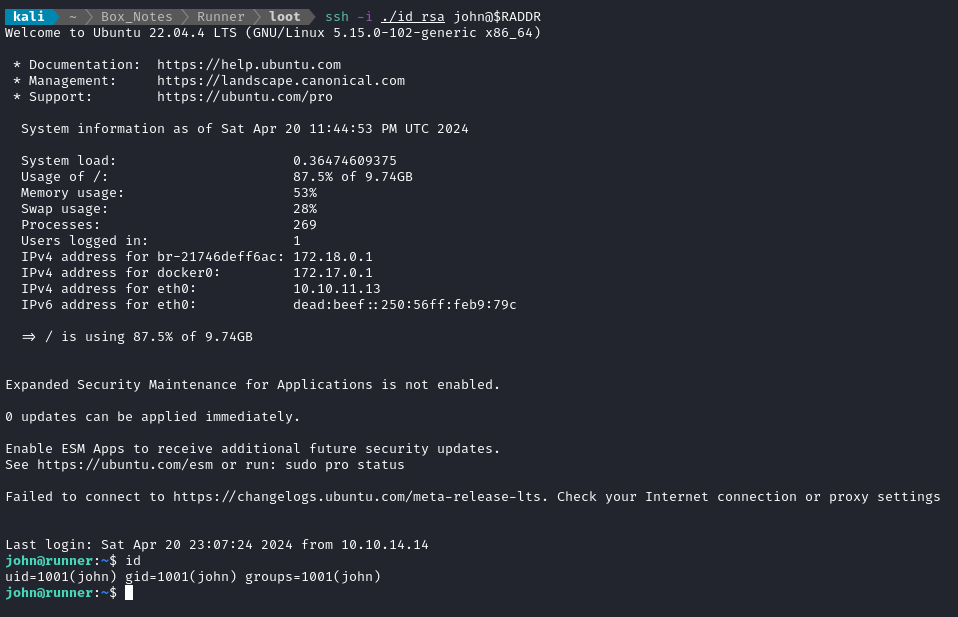 kali ~ Box_Notes Runner loot ssh -i ./id_rsa john@$RADDR
Welcome to Ubuntu 22.04.4 LTS (GNU/Linux 5.15.0-102-generic x86_64)
* Documentation: https://help.ubuntu.com
* Management: https://landscape.canonical.com
* Support: https://ubuntu.com/pro
System information as of Sat Apr 20 11:44:53 PM UTC 2024
System load: 0.36474609375
Usage of /: 87.5% of 9.74GB
Memory usage: 53%
Swap usage: 28%
Processes: 269
Users logged in: 1
IPv4 address for br-21746deff6ac: 172.18.0.1
IPv4 address for docker0: 172.17.0.1
IPv4 address for eth0: 10.10.11.13
IPv6 address for eth0: dead:beef::250:56ff:feb9:79c
=> / is using 87.5% of 9.74GB
Expanded Security Maintenance for Applications is not enabled.
0 updates can be applied immediately.
Enable ESM Apps to receive additional future security updates.
See https://ubuntu.com/esm or run: sudo pro status
Failed to connect to https://changelogs.ubuntu.com/meta-release-lts. Check your Internet connection or proxy settings
Last login: Sat Apr 20 23:07:24 2024 from 10.10.14.14
john@runner:~$ id
uid=1001(john) gid=1001(john) groups=1001(john)
john@runner:~$